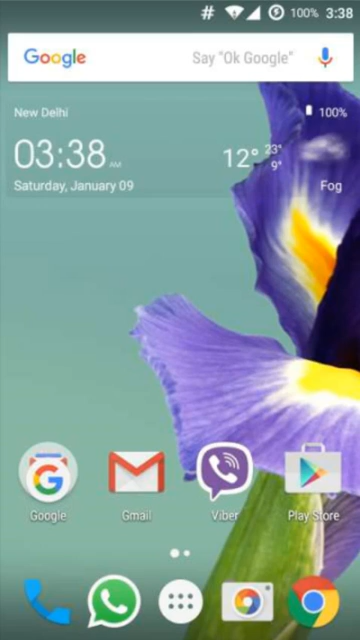 # 100% 3:38
Google Say "Ok Google"
New Delhi 100%
03:38 AM 12° 23° 9°
Saturday, January 09 Fog
Google Gmail Viber Play Store